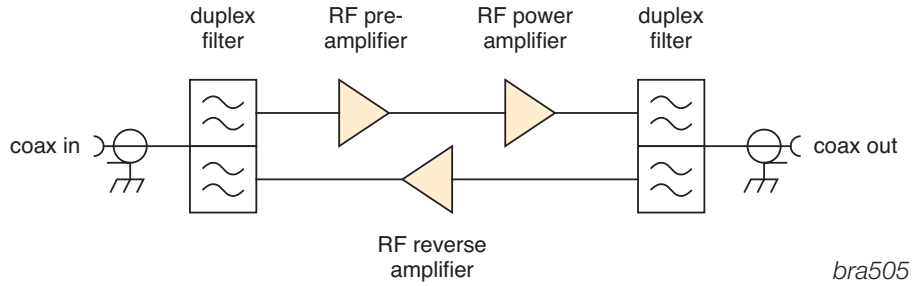 duplex
filter
RF pre-
amplifier
RF power
amplifier
duplex
filter
coax in
coax out
RF reverse
amplifier
bra505